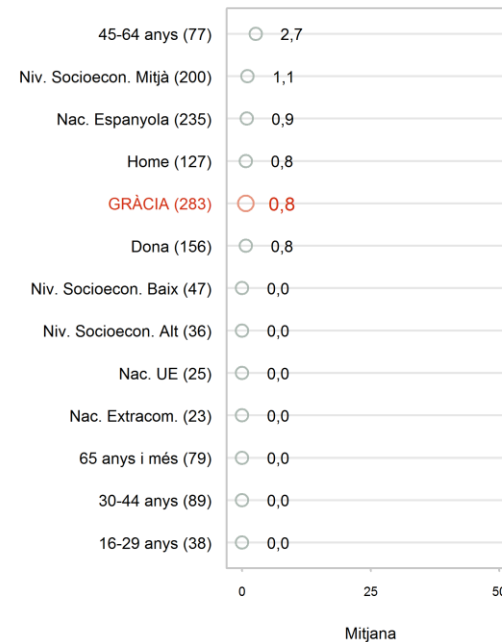 45-64 anys (77) 2,7
Niv. Socioecon. Mitjà (200) 1,1
Nac. Espanyola (235) 0,9
Home (127) 0,8
GRÀCIA (283) 0,8
Dona (156) 0,8
Niv. Socioecon. Baix (47) 0,0
Niv. Socioecon. Alt (36) 0,0
Nac. UE (25) 0,0
Nac. Extracom. (23) 0,0
65 anys i més (79) 0,0
30-44 anys (89) 0,0
16-29 anys (38) 0,0
0 25 50
Mitjana